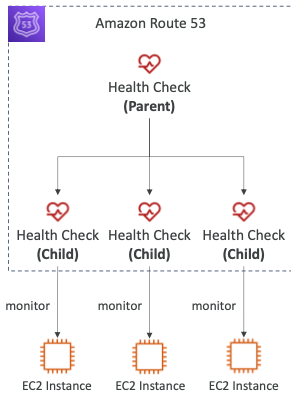 53
Amazon Route 53
Health Check
(Parent)
Health Check Health Check Health Check
(Child) (Child) (Child)
monitor monitor monitor
EC2 Instance EC2 Instance EC2 Instance